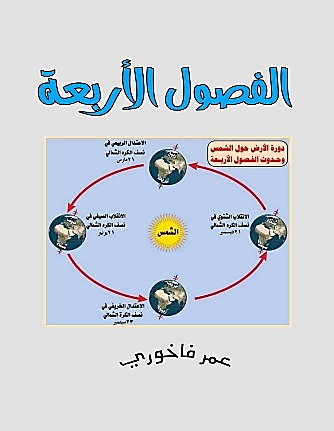 الفصول الأربعة
دورة الأرض حول الشمس
وحدوث الفصول الأربعة
الاعتدال الربيعي في
نصف الكرة الشمالي
٢١ مارس
الانقلاب الشتوي في
نصف الكرة الشمالي
٢١ ديسمبر
الشمس
الانقلاب الصيفي في
نصف الكرة الشمالي
٢١ يونيو
الاعتدال الخريفي في
نصف الكرة الشمالي
٢٣ سبتمبر
عمر فاخوري